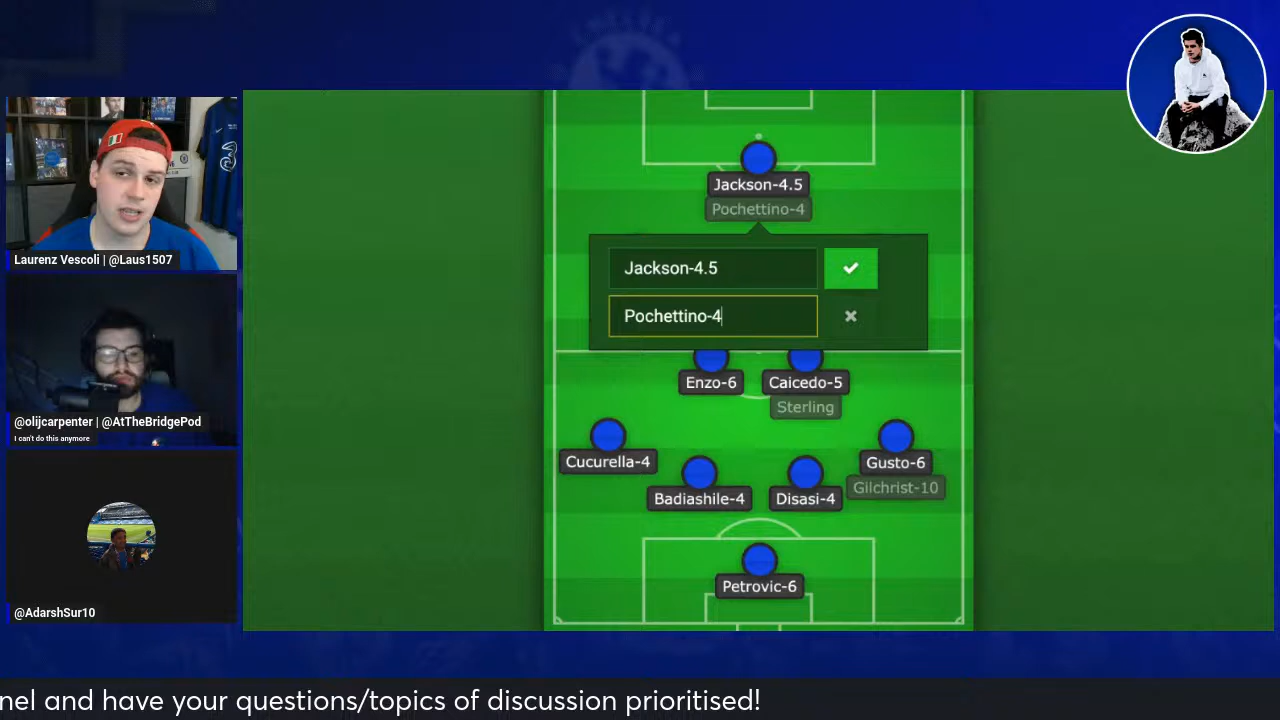 Laurenz Vescoli | @Laus1507
@olijcarpenter | @AtTheBridgePod
I can't do this anymore
@AdarshSur10
Jackson-4.5
Pochettino-4
Jackson-4.5
Pochettino-4
Enzo-6
Caicedo-5
Sterling
Cucurella-4
Gusto-6
Gilchrist-10
Badiashile-4
Disasi-4
Petrovic-6
nel and have your questions/topics of discussion prioritised!